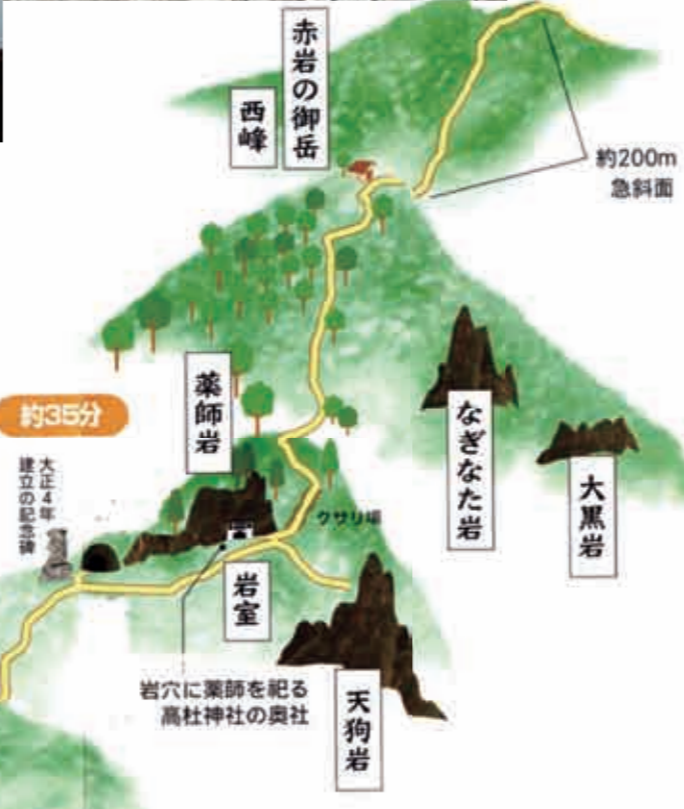 赤岩の御岳
西峰
約200m
急斜面
薬師岩
約35分
なぎなた岩
大黒岩
大正4年
建立の記念碑
クサリ場
岩室
岩穴に薬師を祀る
高杜神社の奥社
天狗岩